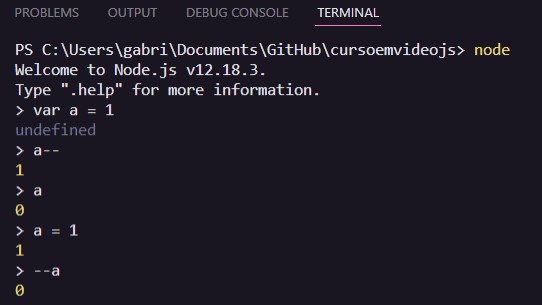 PROBLEMS OUTPUT DEBUG CONSOLE TERMINAL
PS C:\Users\gabri\Documents\GitHub\cursoemvideojs> node
Welcome to Node.js v12.18.3.
Type ".help" for more information.
> var a = 1
undefined
> a--
1
> a
0
> a = 1
1
> --a
0